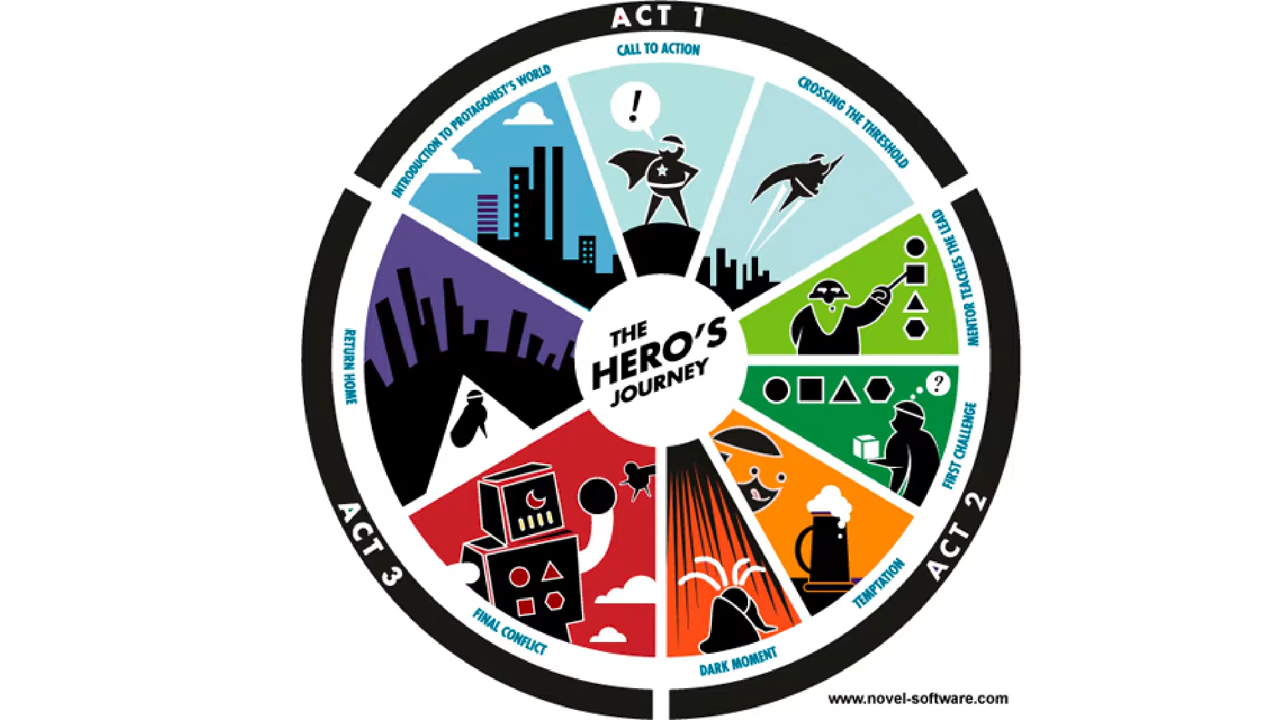 ACT 1
CALL TO ACTION
INTRODUCTION TO PROTAGONIST'S WORLD
CROSSING THE THRESHOLD
!
MENTOR TEACHES THE LEAD
THE
HERO'S
JOURNEY
RETURN HOME
?
FIRST CHALLENGE
ACT 2
ACT 3
TEMPTATION
FINAL CONFLICT
DARK MOMENT
www.novel-software.com